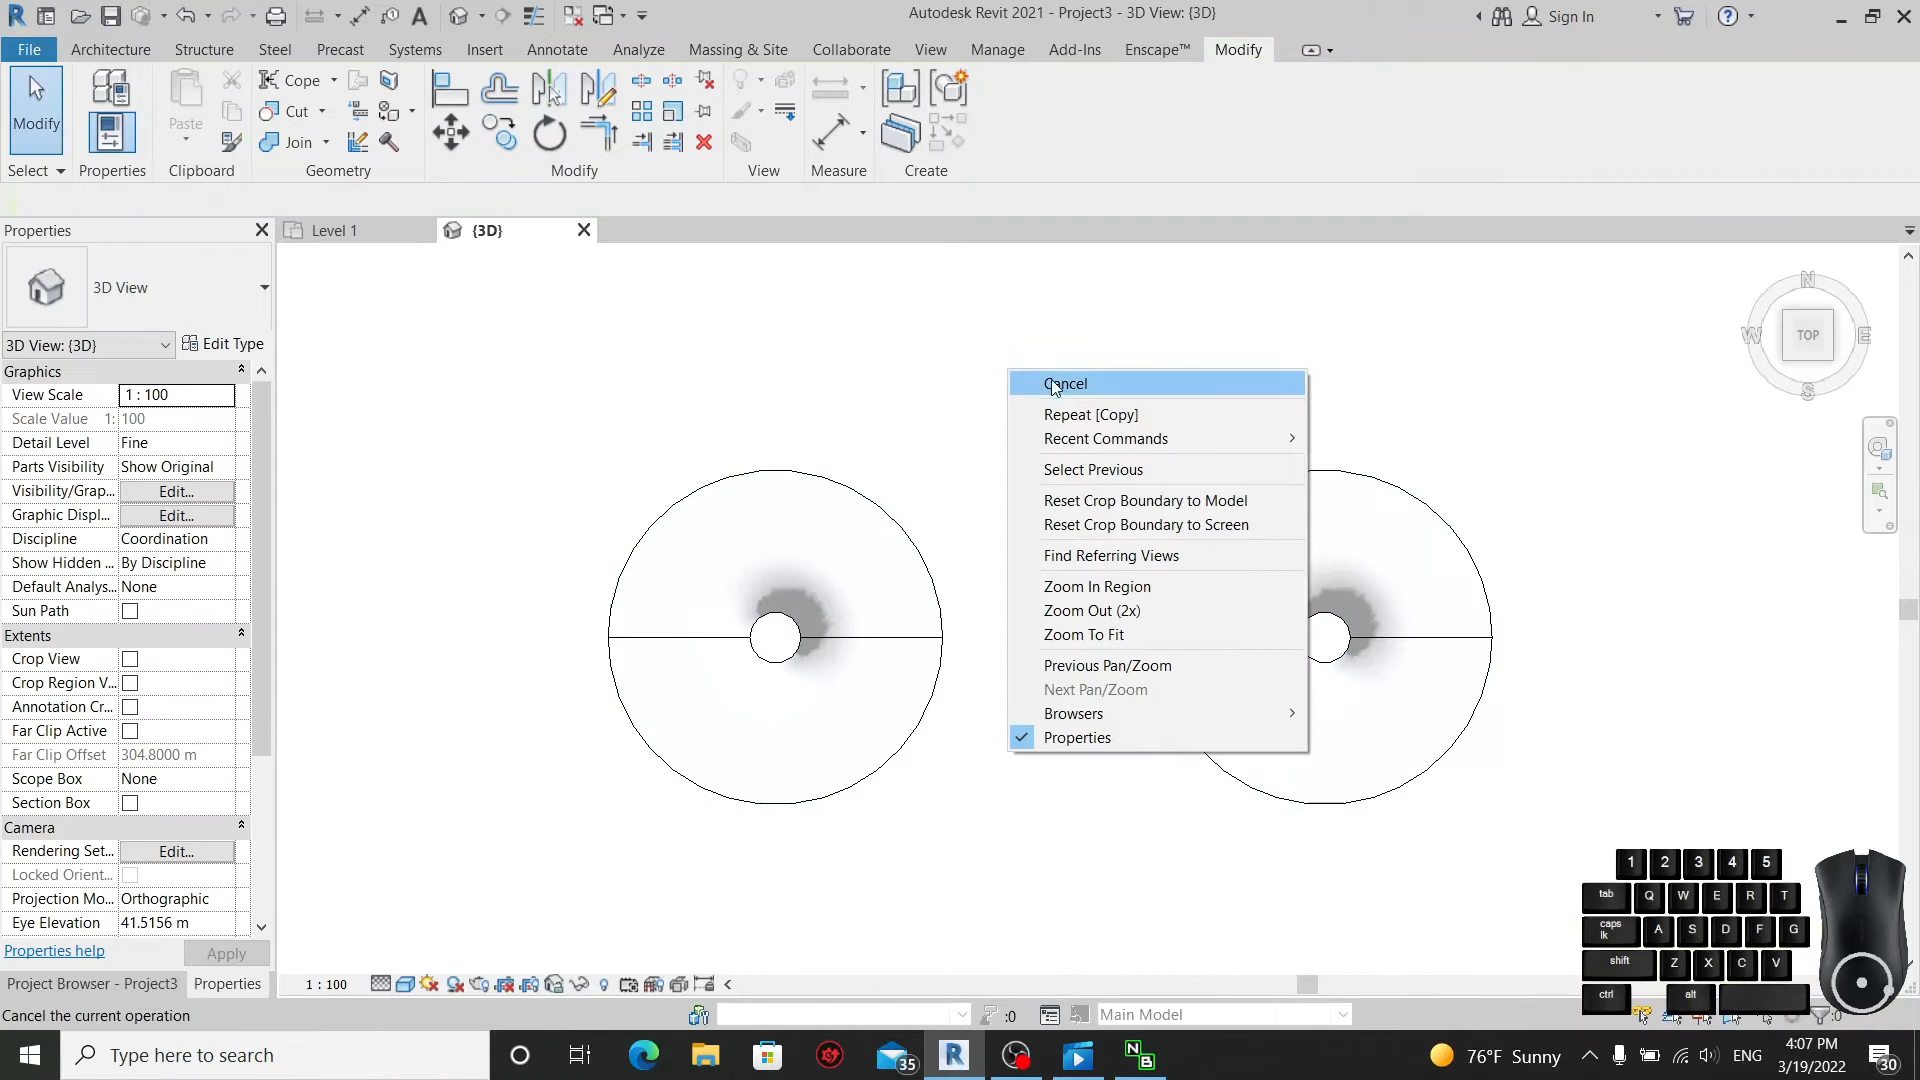 Autodesk Revit 2021 - Project3 - 3D View: {3D}
Sign In
File Architecture Structure Steel Precast Systems Insert Annotate Analyze Massing & Site Collaborate View Manage Add-Ins Enscape™ Modify
Modify
Paste
Cope
Cut
Join
Select Properties Clipboard Geometry Modify View Measure Create
Properties
Level 1
{3D}
3D View
3D View: {3D}
Edit Type
Graphics
View Scale 1 : 100
Scale Value 1: 100
Detail Level Fine
Parts Visibility Show Original
Visibility/Grap... Edit...
Graphic Displ... Edit...
Discipline Coordination
Show Hidden ... By Discipline
Default Analys... None
Sun Path
Extents
Crop View
Crop Region V...
Annotation Cr...
Far Clip Active
Far Clip Offset 304.8000 m
Scope Box None
Section Box
Camera
Rendering Set... Edit...
Locked Orient...
Projection Mo... Orthographic
Eye Elevation 41.5156 m
Properties help
Apply
Project Browser - Project3
Properties
Cancel
Repeat [Copy]
Recent Commands
Select Previous
Reset Crop Boundary to Model
Reset Crop Boundary to Screen
Find Referring Views
Zoom In Region
Zoom Out (2x)
Zoom To Fit
Previous Pan/Zoom
Next Pan/Zoom
Browsers
Properties
N
W TOP E
S
1 2 3 4 5
tab Q W E R T
caps lk A S D F G
shift Z X C V
ctrl alt
1 : 100
Cancel the current operation
:0
Main Model
:0
Type here to search
35
76°F Sunny
ENG
4:07 PM
3/19/2022
30